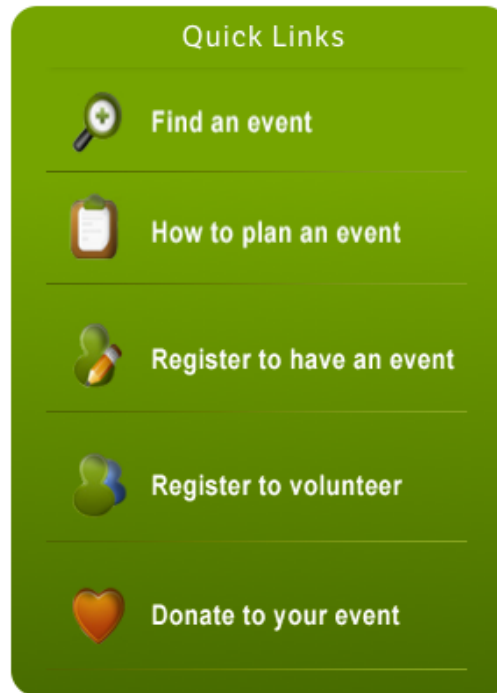 Quick Links
Find an event
How to plan an event
Register to have an event
Register to volunteer
Donate to your event